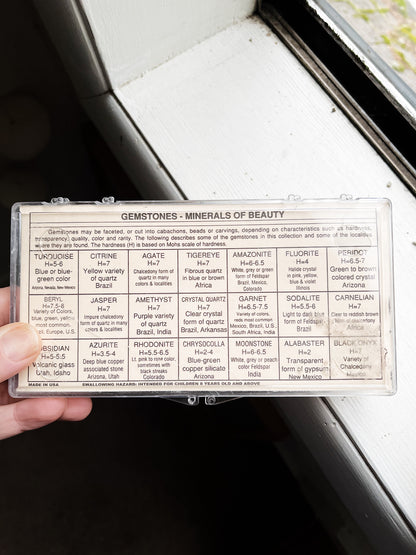 GEMSTONES - MINERALS OF BEAUTY
Gemstones may be faceted, or cut into cabachons, beads or carvings, depending on characteristics such as hardness,
transparency, quality, color and rarity. The following describes some of the gemstones in this collection and some of the localities
where they are found. The hardness (H) is based on Mohs scale of hardness.
TURQUOISE
H=5-6
Blue or blue-
green color
Arizona, Nevada, New Mexico
CITRINE
H=7
Yellow variety
of quartz
Brazil
AGATE
H=7
Chalcedony form of
quartz in many
colors & localities
TIGEREYE
H=7
Fibrous quartz
in blue or brown
Africa
AMAZONITE
H=6-6.5
White, grey or green
form of Feldspar
Brazil, Mexico,
Colorado
FLUORITE
H=4
Halide crystal
in pink, yellow,
blue & violet
Illinois
PERIDOT
H=6.5-7
Green to brown
colored crystal
Arizona
BERYL
H=7.5-8
Variety of Colors,
blue, green, yellow
most common.
Europe, U.S.
JASPER
H=7
Impure chalcedony
form of quartz in many
colors & localities
AMETHYST
H=7
Purple variety
of quartz
Brazil, India
CRYSTAL QUARTZ
H=7
Clear crystal
form of quartz
Brazil, Arkansas
GARNET
H=6.5-7.5
Variety of colors,
reds most common
Mexico, Brazil, U.S.,
South Africa, India
SODALITE
H=5.5-6
Light to dark blue
form of Feldspar
Brazil
CARNELIAN
H=7
Clear to reddish brown
Africa
OBSIDIAN
H=5-5.5
Volcanic glass
Utah, Idaho
AZURITE
H=3.5-4
Deep blue copper
associated stone
Arizona, Utah
RHODONITE
H=5.5-6.5
Lt. pink to rose color,
sometimes with
black streaks
Colorado
CHRYSOCOLLA
H=2-4
Blue-green
copper silicate
Arizona
MOONSTONE
H=6-6.5
White, grey or peach
color Feldspar
India
ALABASTER
H=2
Transparent
form of gypsum
New Mexico
BLACK ONYX
H=7
Variety of
Chalcedony
Mexico
MADE IN USA SWALLOWING HAZARD: INTENDED FOR CHILDREN 8 YEARS OLD AND ABOVE